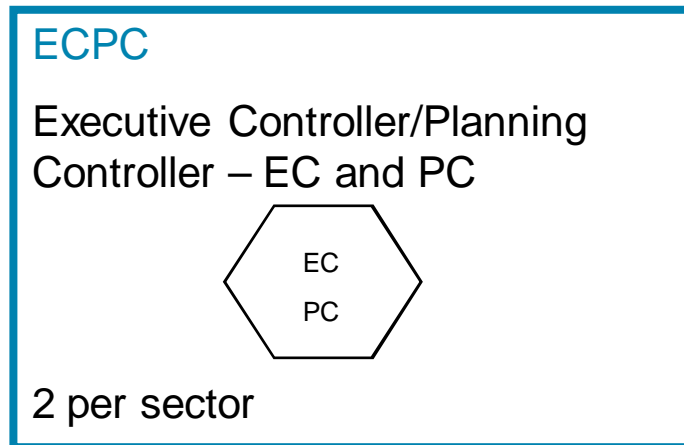 ECPC
Executive Controller/Planning
Controller – EC and PC
EC
PC
2 per sector